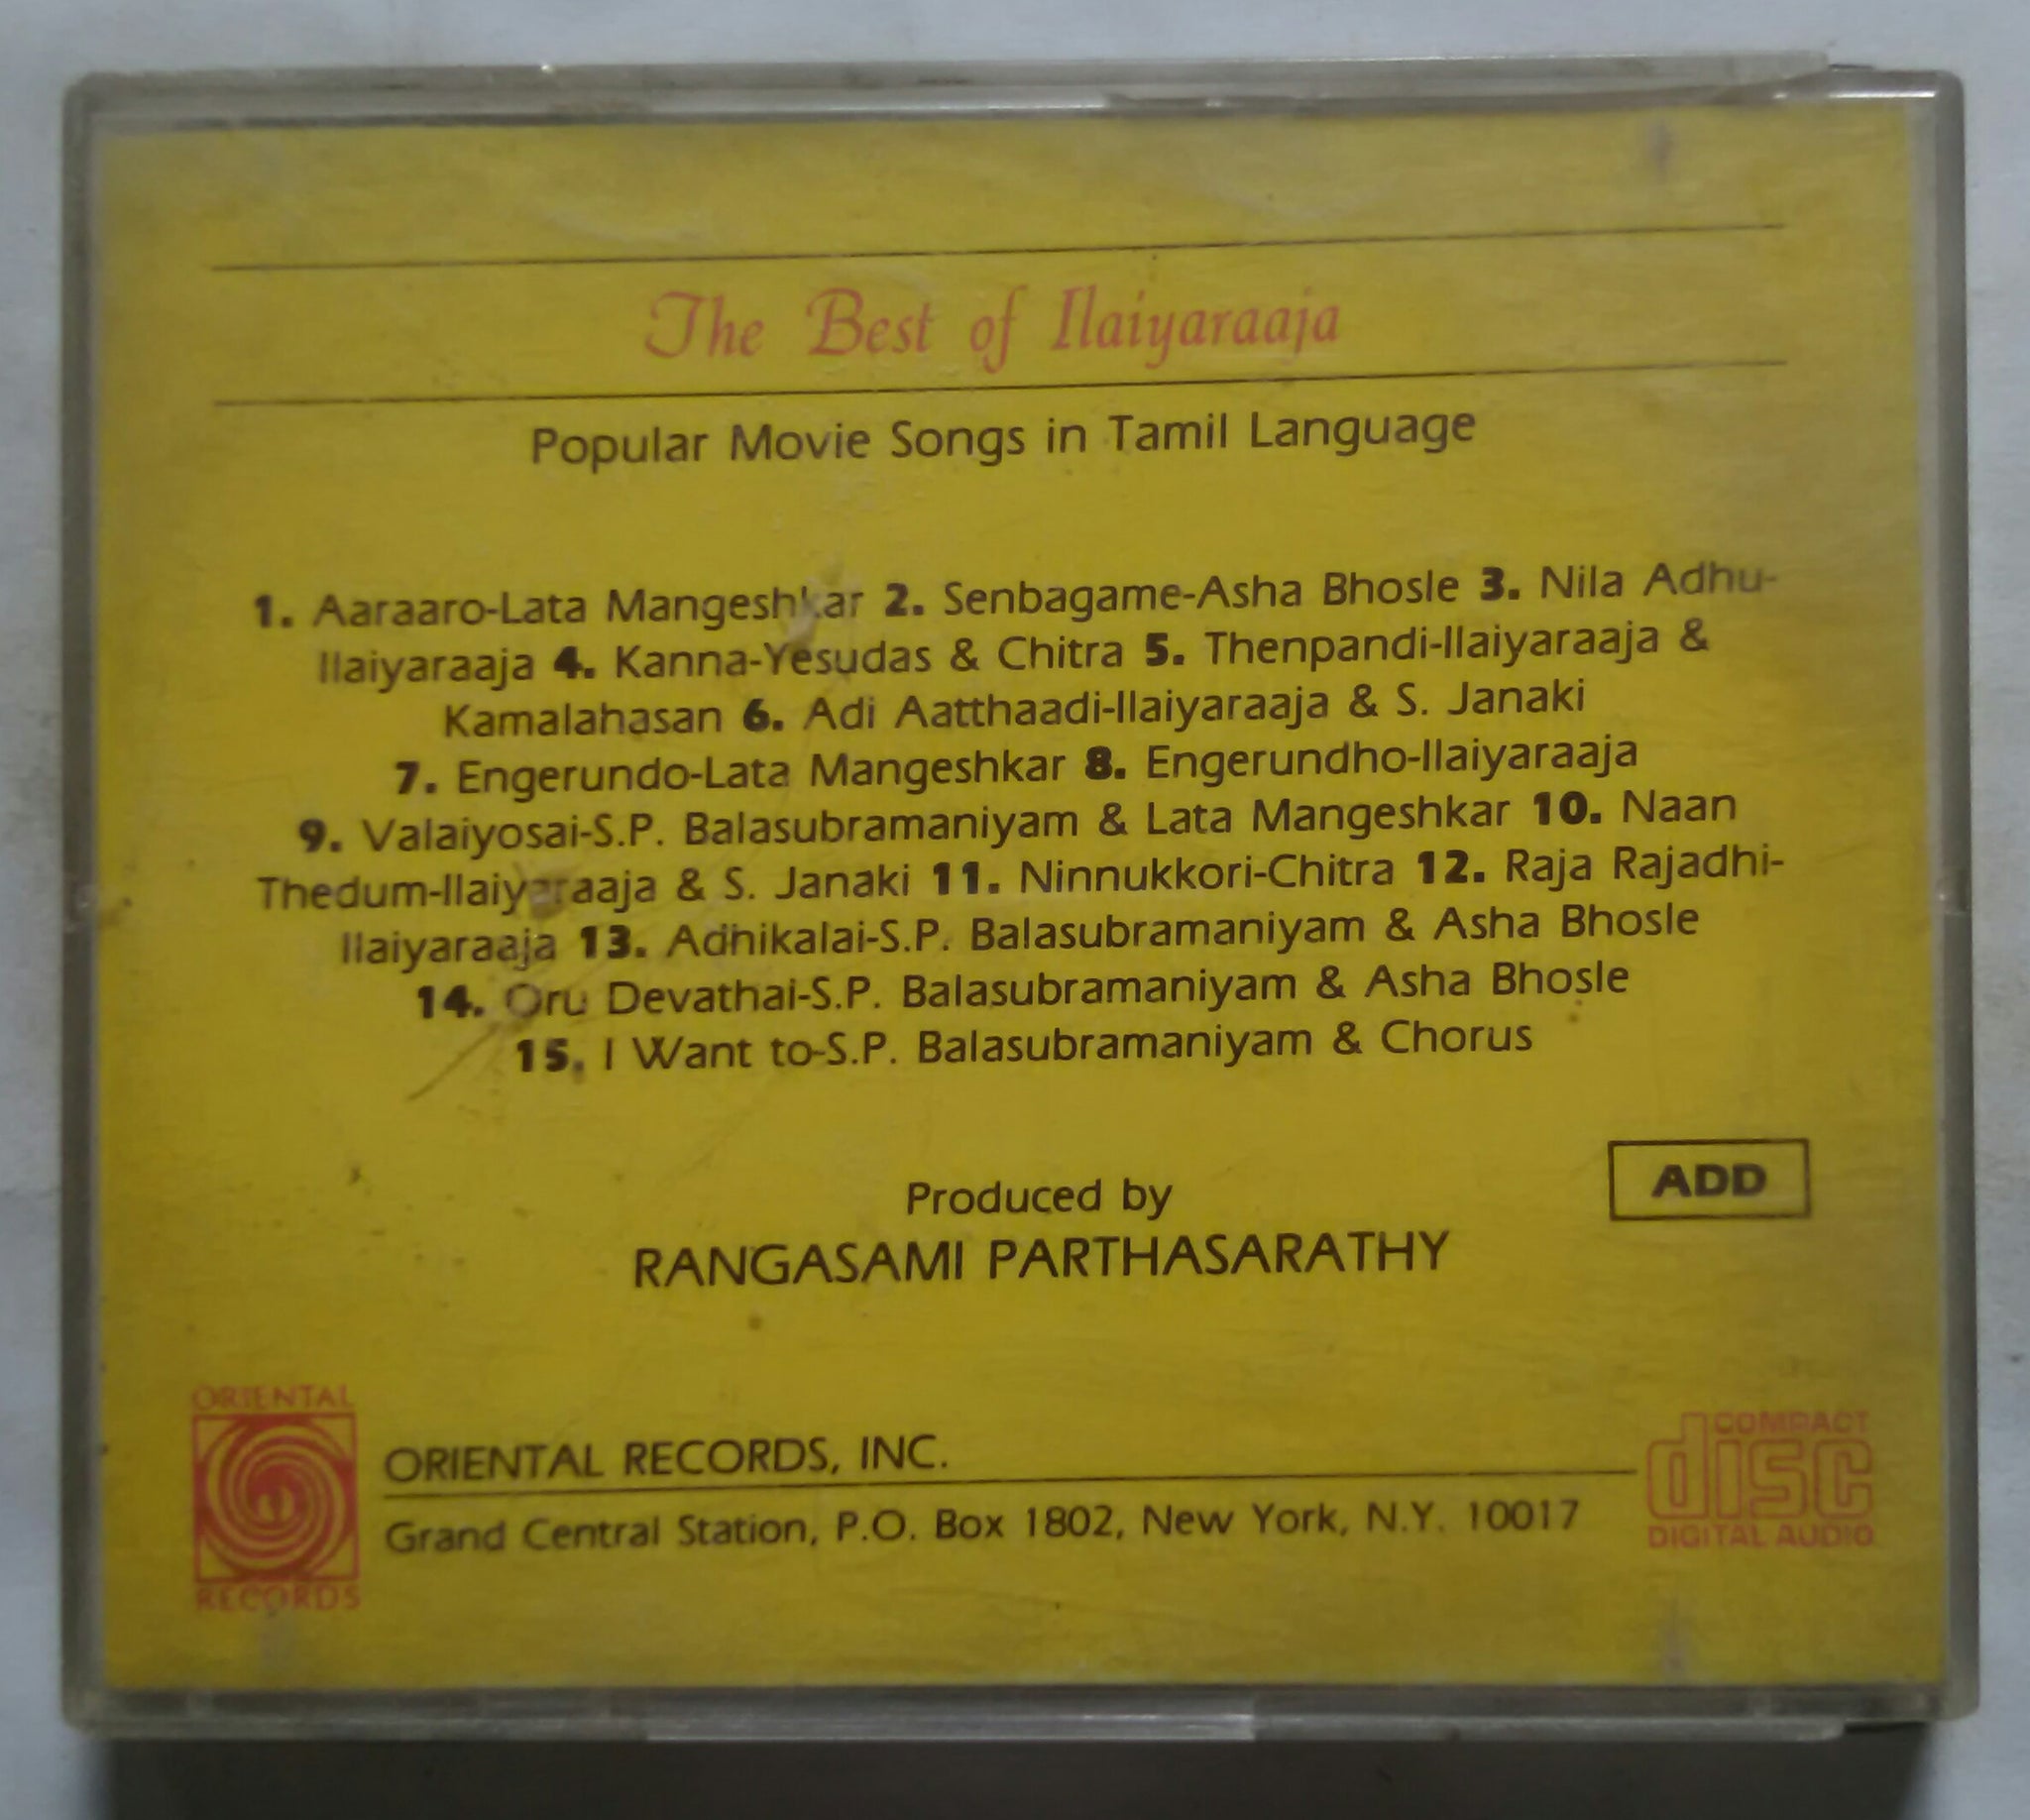 The Best of Ilaiyaraaja
Popular Movie Songs in Tamil Language
1. Aaraaro-Lata Mangeshkar 2. Senbagame-Asha Bhosle 3. Nila Adhu-
Ilaiyaraaja 4. Kanna-Yesudas & Chitra 5. Thenpandi-Ilaiyaraaja &
Kamalahasan 6. Adi Aatthaadi-Ilaiyaraaja & S. Janaki
7. Engerundo-Lata Mangeshkar 8. Engerundho-Ilaiyaraaja
9. Valaiyosai-S.P. Balasubramaniyam & Lata Mangeshkar 10. Naan
Thedum-Ilaiyaraaja & S. Janaki 11. Ninnukkori-Chitra 12. Raja Rajadhi-
Ilaiyaraaja 13. Adhikalai-S.P. Balasubramaniyam & Asha Bhosle
14. Oru Devathai-S.P. Balasubramaniyam & Asha Bhosle
15. I Want to-S.P. Balasubramaniyam & Chorus
ADD
Produced by
RANGASAMI PARTHASARATHY
ORIENTAL
RECORDS
ORIENTAL RECORDS, INC.
Grand Central Station, P.O. Box 1802, New York, N.Y. 10017
COMPACT
disc
DIGITAL AUDIO